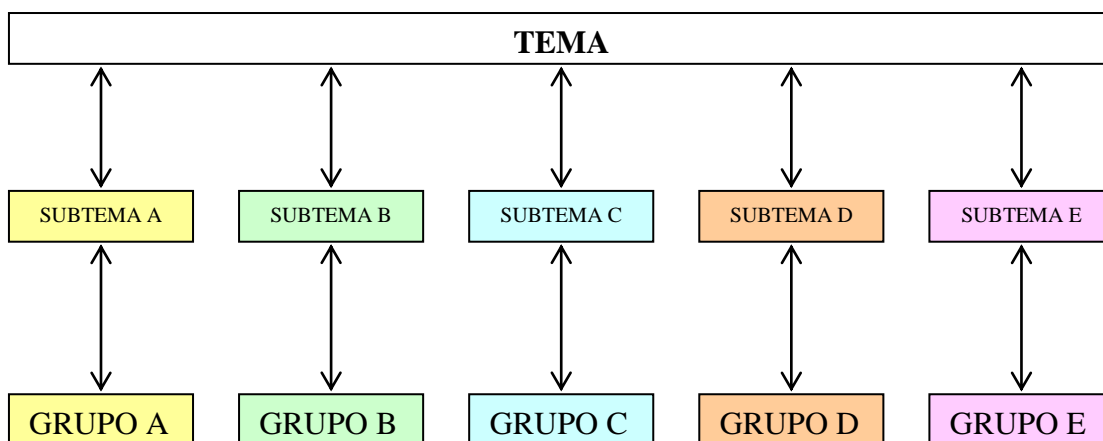 TEMA
SUBTEMA A SUBTEMA B SUBTEMA C SUBTEMA D SUBTEMA E
GRUPO A GRUPO B GRUPO C GRUPO D GRUPO E